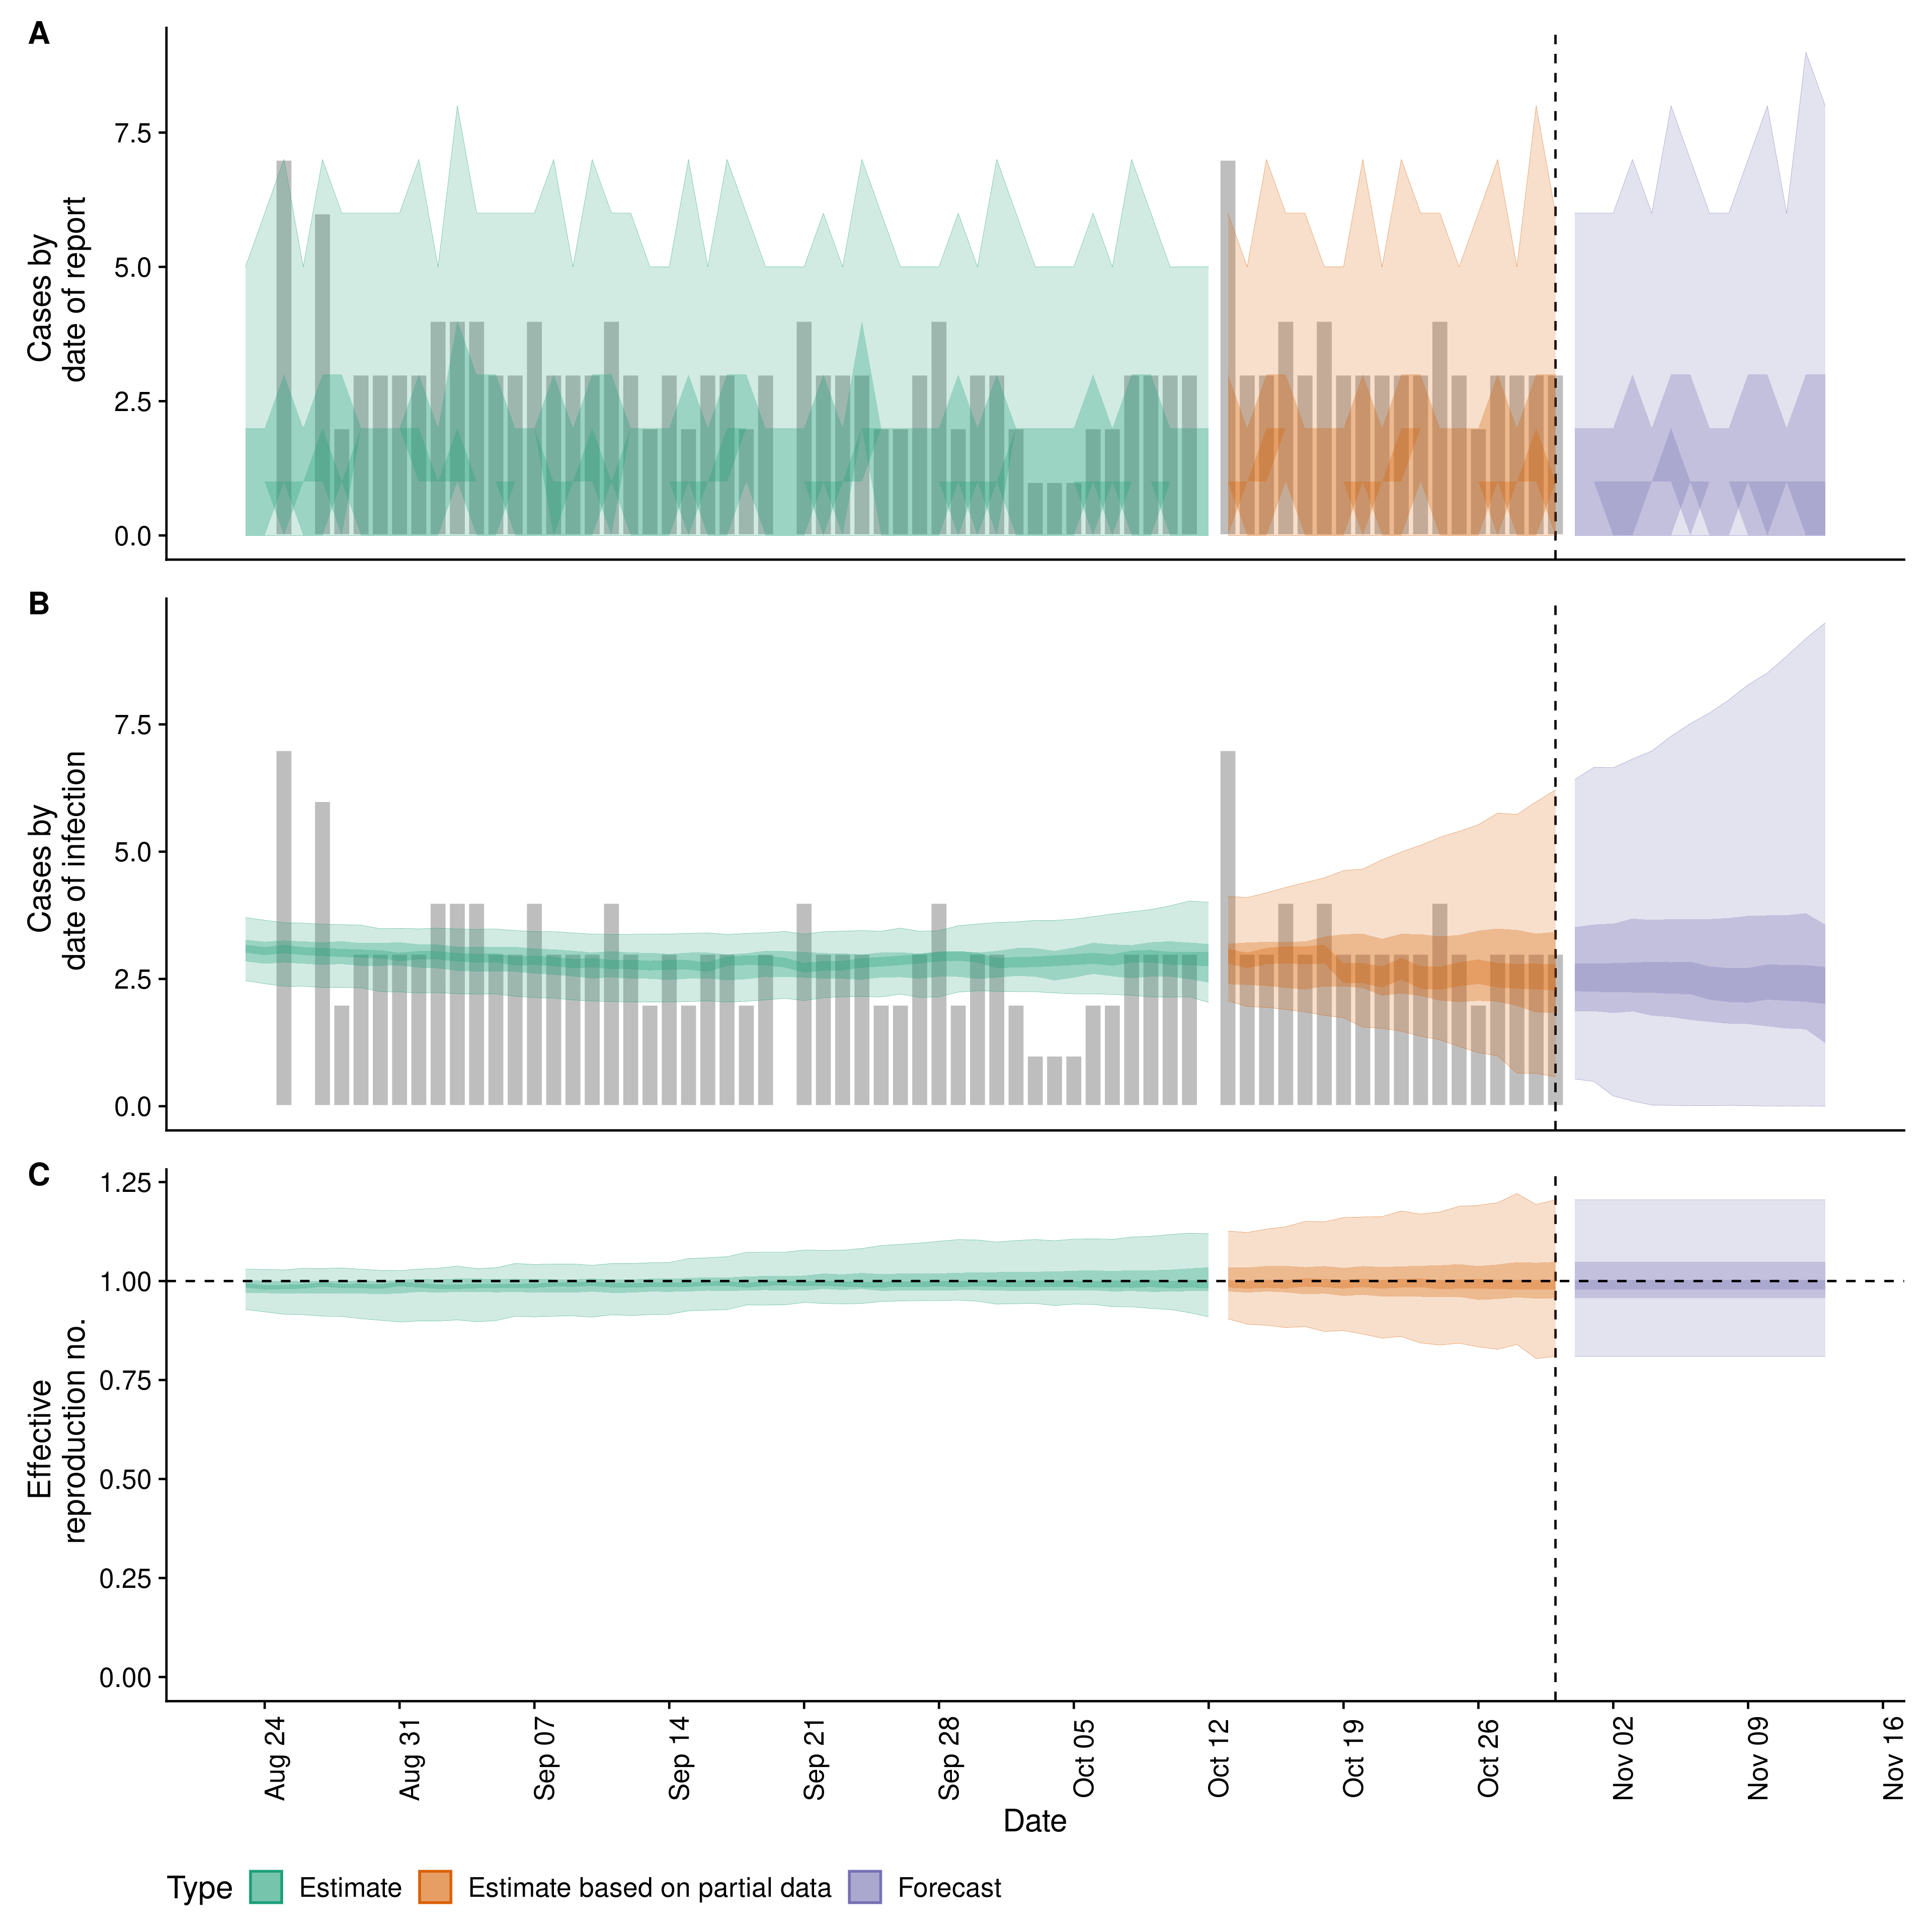 A
Cases by
date of report
7.5
5.0
2.5
0.0
B
Cases by
date of infection
7.5
5.0
2.5
0.0
C
Effective
reproduction no.
1.25
1.00
0.75
0.50
0.25
0.00
Aug 24
Aug 31
Sep 07
Sep 14
Sep 21
Sep 28
Oct 05
Oct 12
Oct 19
Oct 26
Nov 02
Nov 09
Nov 16
Date
Type Estimate Estimate based on partial data Forecast